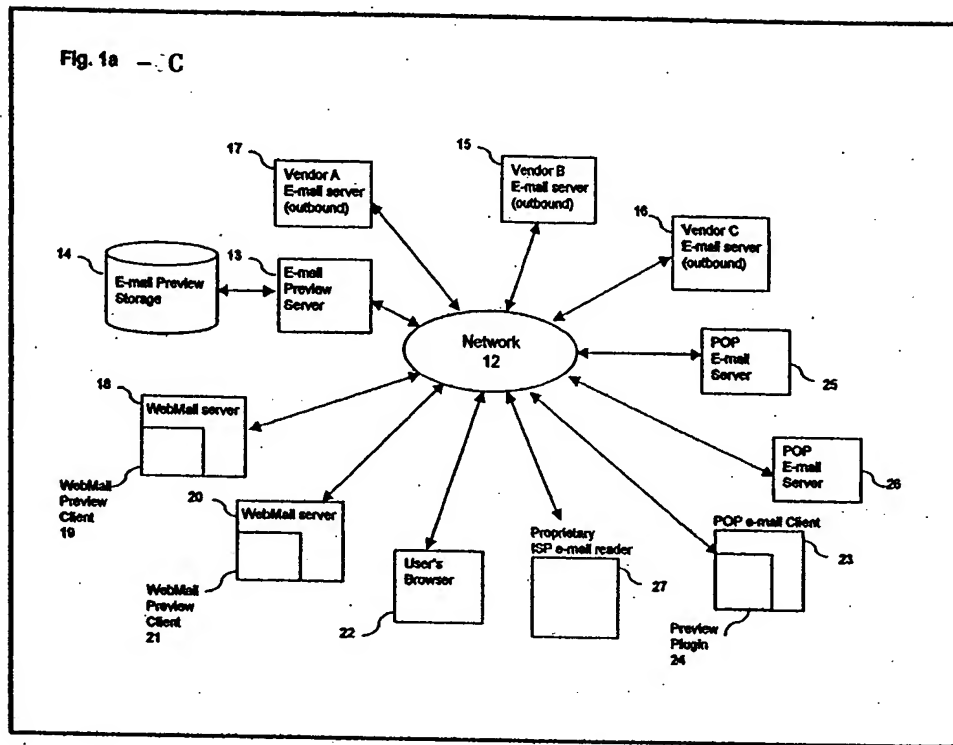 Fig. 1a - C
17
Vendor A
E-mail server
(outbound)
15
Vendor B
E-mail server
(outbound)
16
Vendor C
E-mail server
(outbound)
14
E-mail Preview
Storage
13
E-mail
Preview
Server
Network
12
POP
E-mail
Server
25
18
WebMail server
WebMail
Preview
Client
19
POP
E-mail
Server
26
20
WebMail server
WebMail
Preview
Client
21
User's
Browser
22
Proprietary
ISP e-mail reader
27
POP e-mail Client
23
Preview
Plugin
24